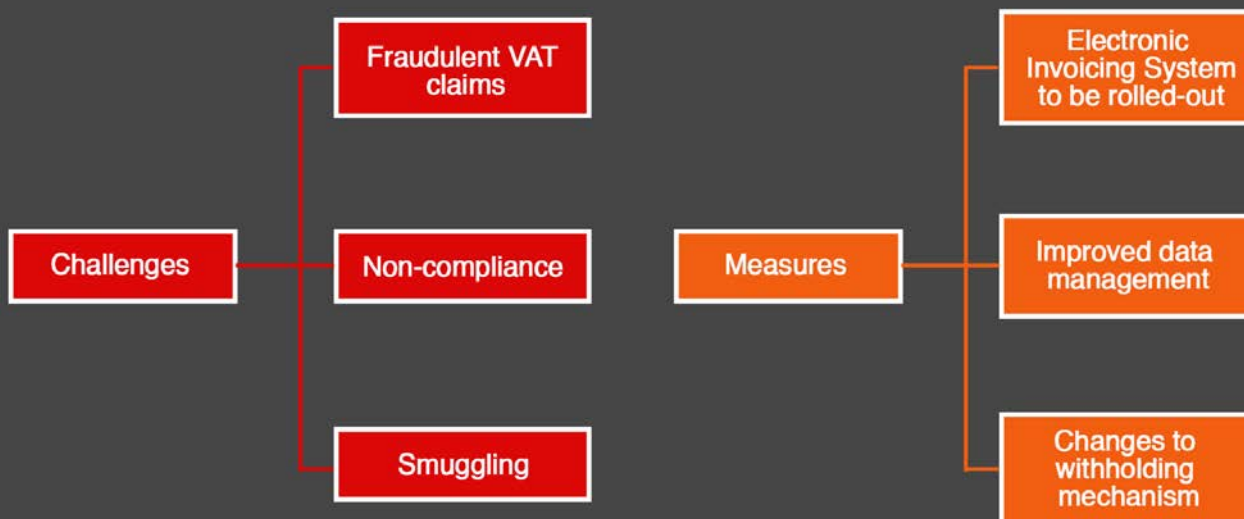 Challenges
Fraudulent VAT
claims
Non-compliance
Smuggling
Measures
Electronic
Invoicing System
to be rolled-out
Improved data
management
Changes to
withholding
mechanism